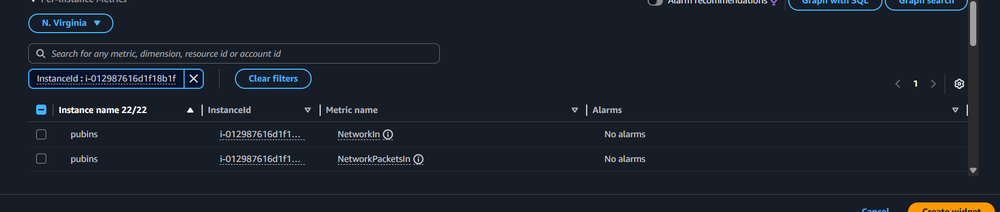 Per-Instance Metrics
Alarm recommendations
Graph with SQL
Graph search
N. Virginia
Search for any metric, dimension, resource id or account id
InstanceId : i-012987616d1f18b1f
Clear filters
1
Instance name 22/22 InstanceId Metric name Alarms
pubins i-012987616d1f1... NetworkIn No alarms
pubins i-012987616d1f1... NetworkPacketsIn No alarms
Cancel Create widget